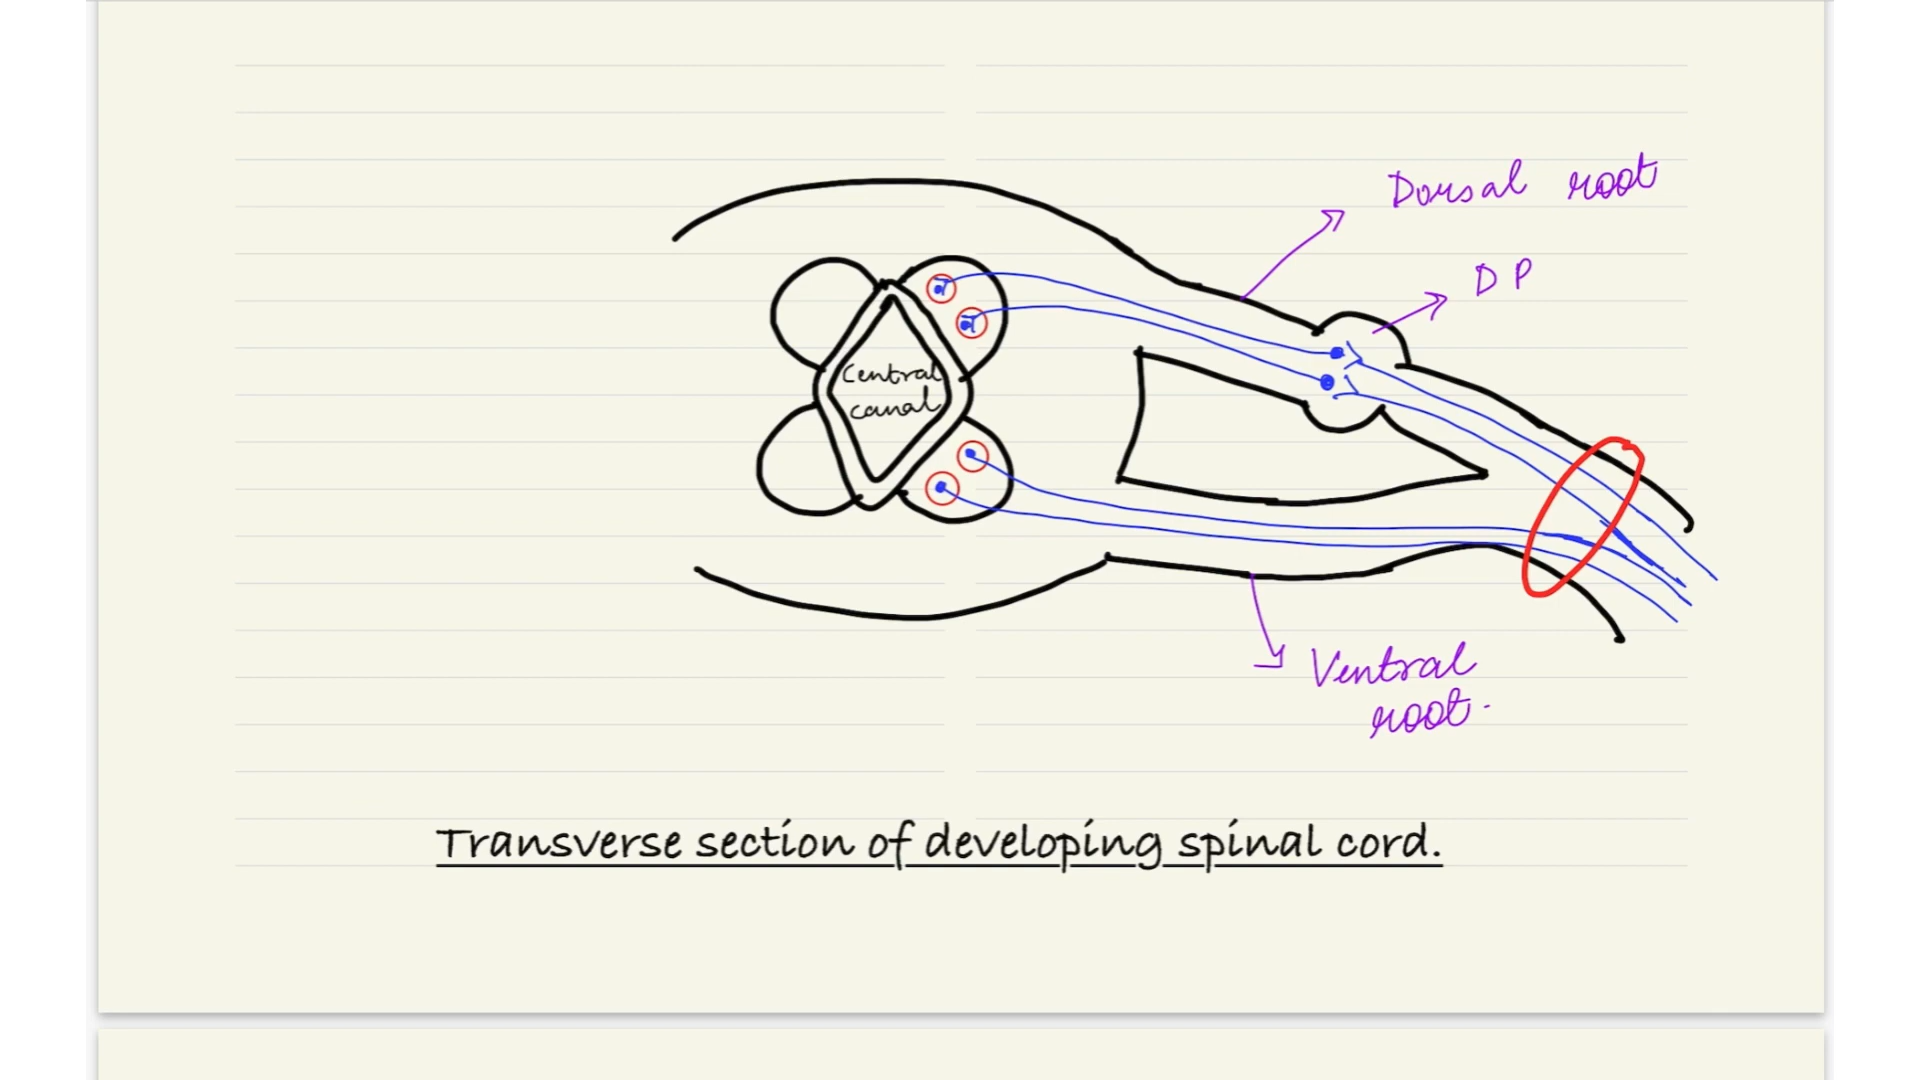 Dorsal root
D P
Central
canal
Ventral
root.
Transverse section of developing spinal cord.